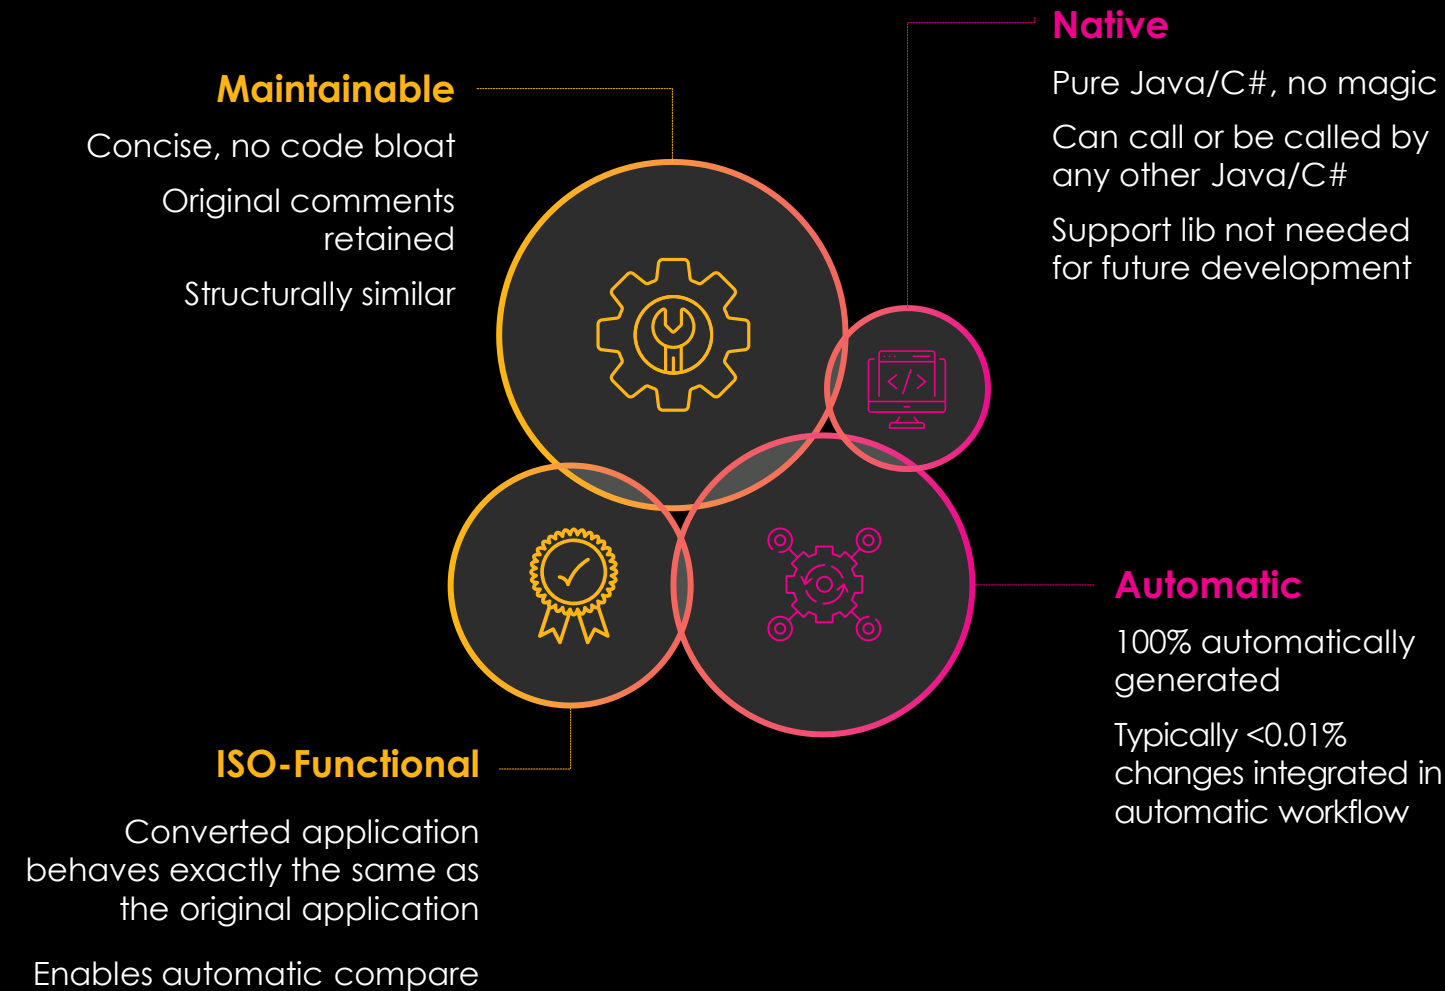 Native
Pure Java/C#, no magic
Can call or be called by
any other Java/C#
Support lib not needed
for future development
Maintainable
Concise, no code bloat
Original comments
retained
Structurally similar
</>
Automatic
100% automatically
generated
Typically <0.01%
changes integrated in
automatic workflow
ISO-Functional
Converted application
behaves exactly the same as
the original application
Enables automatic compare